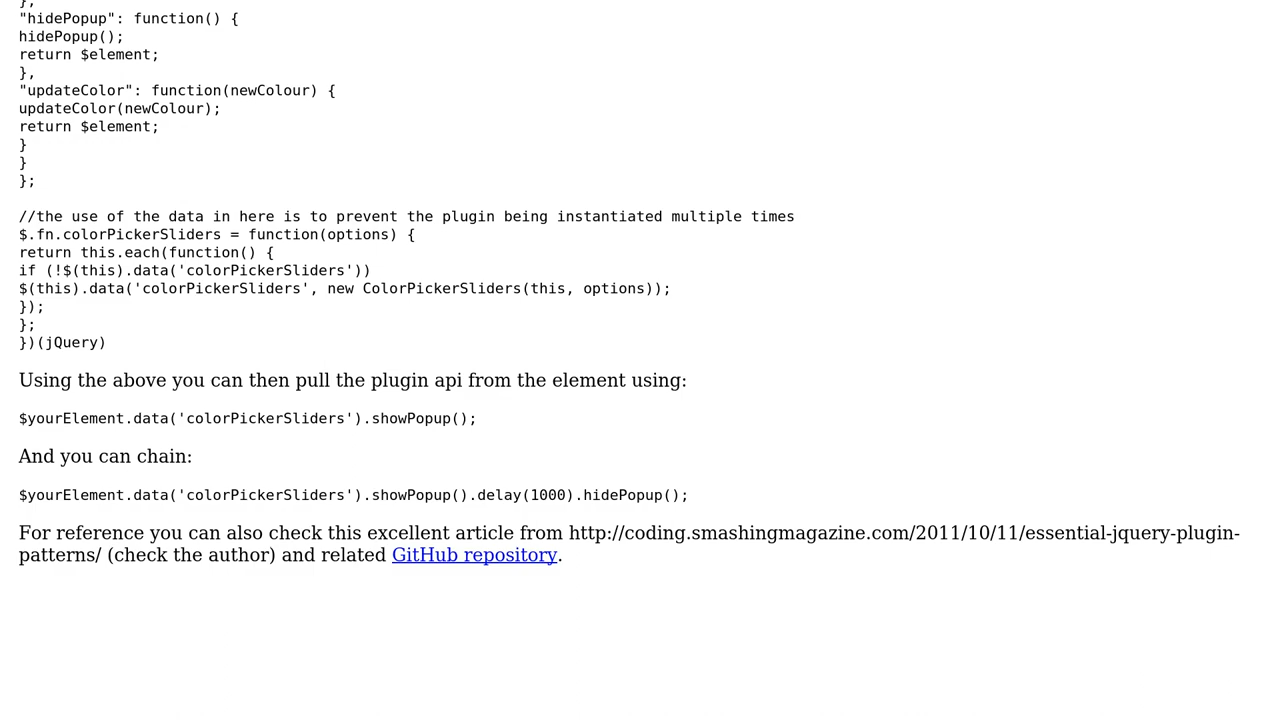 },
"hidePopup": function() {
hidePopup();
return $element;
},
"updateColor": function(newColour) {
updateColor(newColour);
return $element;
}
}
};
//the use of the data in here is to prevent the plugin being instantiated multiple times
$.fn.colorPickerSliders = function(options) {
return this.each(function() {
if (!$(this).data('colorPickerSliders'))
$(this).data('colorPickerSliders', new ColorPickerSliders(this, options));
});
};
})(jQuery)
Using the above you can then pull the plugin api from the element using:
$yourElement.data('colorPickerSliders').showPopup();
And you can chain:
$yourElement.data('colorPickerSliders').showPopup().delay(1000).hidePopup();
For reference you can also check this excellent article from http://coding.smashingmagazine.com/2011/10/11/essential-jquery-plugin-
patterns/ (check the author) and related GitHub repository.